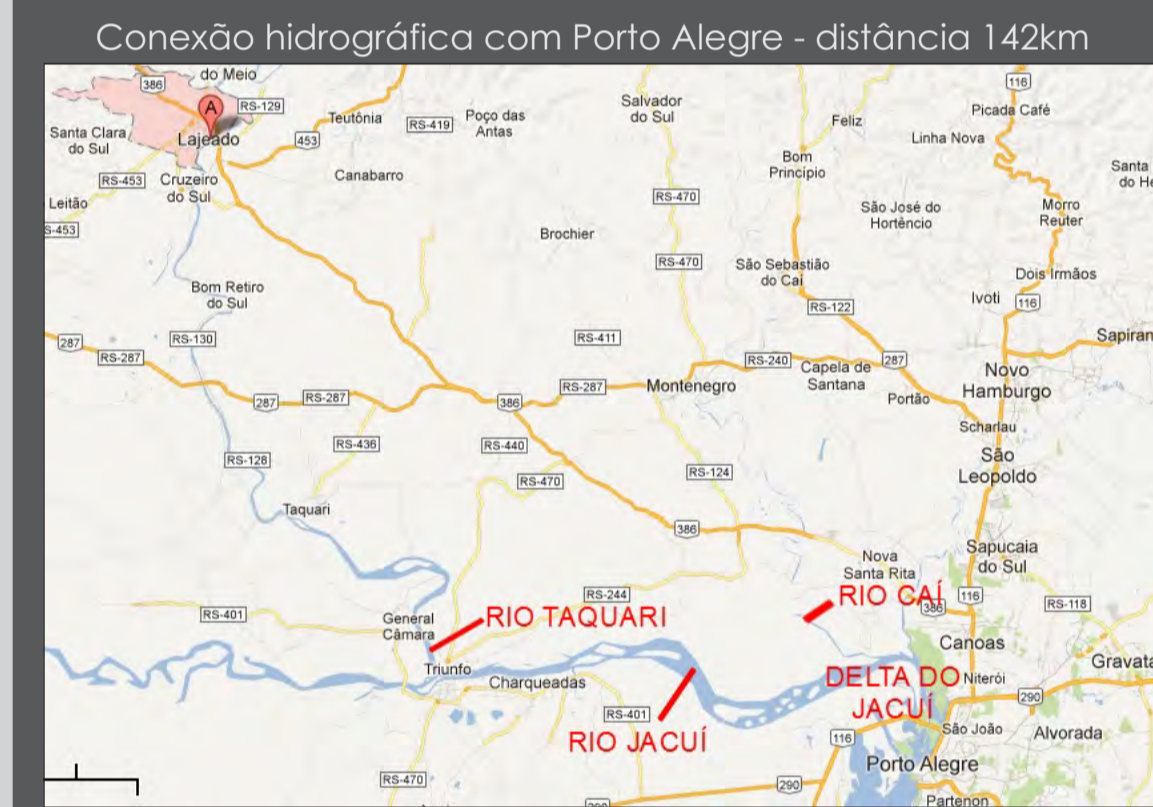 Conexão hidrográfica com Porto Alegre - distância 142km
do Meio
386
116
A
RS-129
Salvador
do Sul
Picada Café
Teutônia
RS-419
Poço das
Antas
Feliz
Santa Clara
do Sul
Lajeado
453
Linha Nova
Bom
Princípio
Santa
do He
RS-453
Cruzeiro
do Sul
Canabarro
RS-470
Leitão
São José do
Hortêncio
Morro
Reuter
S-453
Brochier
RS-470
São Sebastião
do Cai
Dois Irmãos
Bom Retiro
do Sul
Ivoti
116
RS-122
287
RS-130
RS-411
Sapiran
RS-287
RS-240
Capela de
Santana
287
Novo
Hamburgo
RS-287
Montenegro
287
RS-287
386
Portão
Scharlau
RS-436
RS-440
São
Leopoldo
RS-128
RS-124
RS-470
Taquari
386
Nova
Santa Rita
Sapucaia
do Sul
RS-244
RIO CAÍ
386
116
RS-118
RS-401
General
Câmara
RIO TAQUARI
Canoas
Triunfo
Charqueadas
DELTA DO
JACUÍ
Niterói
Gravata
290
RS-401
RIO JACUÍ
116
São João
Alvorada
Porto Alegre
RS-470
290
290
Partenon